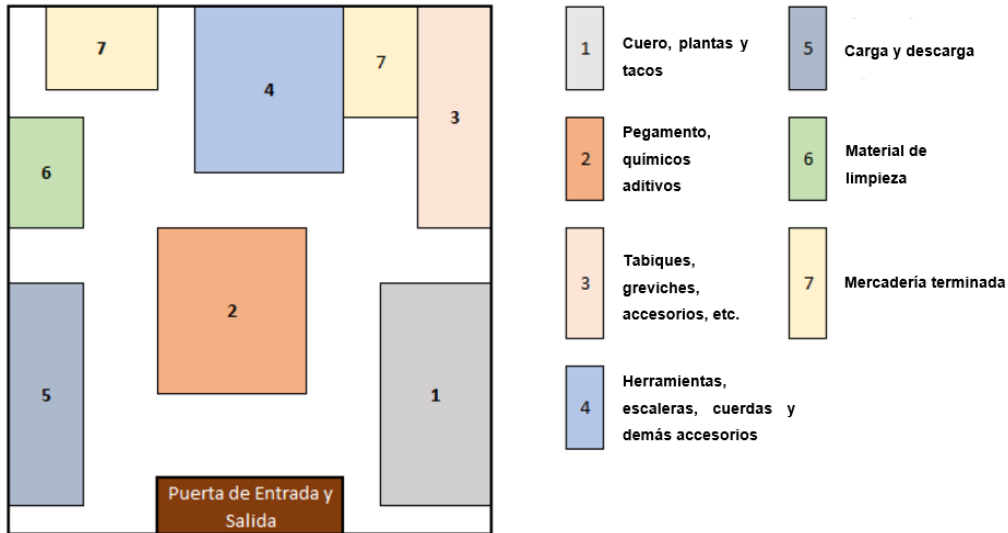 7
4
7
3
6
2
5
1
Puerta de Entrada y
Salida
1
Cuero, plantas y
tacos
2
Pegamento,
químicos
aditivos
3
Tabiques,
greviches,
accesorios, etc.
4
Herramientas,
escaleras, cuerdas y
demás accesorios
5
Carga y descarga
6
Material de
limpieza
7
Mercadería terminada